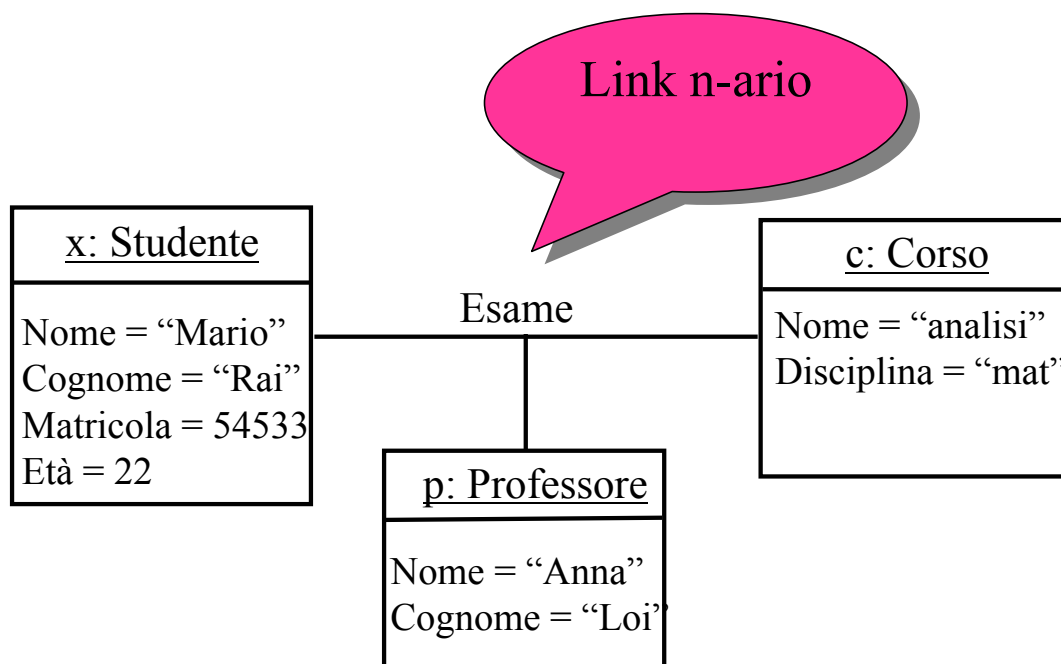 Link n-ario
x: Studente
Nome = “Mario”
Cognome = “Rai”
Matricola = 54533
Età = 22
Esame
c: Corso
Nome = “analisi”
Disciplina = “mat”
p: Professore
Nome = “Anna”
Cognome = “Loi”